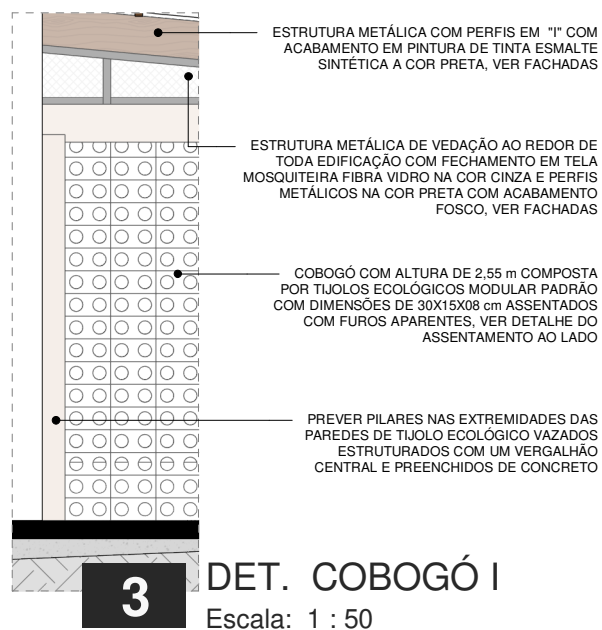 ESTRUTURA METÁLICA COM PERFIS EM "I" COM
ACABAMENTO EM PINTURA DE TINTA ESMALTE
SINTÉTICA A COR PRETA, VER FACHADAS
ESTRUTURA METÁLICA DE VEDAÇÃO AO REDOR DE
TODA EDIFICAÇÃO COM FECHAMENTO EM TELA
MOSQUITEIRA FIBRA VIDRO NA COR CINZA E PERFIS
METÁLICOS NA COR PRETA COM ACABAMENTO
FOSCO, VER FACHADAS
COBOGÓ COM ALTURA DE 2,55 m COMPOSTA
POR TIJOLOS ECOLÓGICOS MODULAR PADRÃO
COM DIMENSÕES DE 30X15X08 cm ASSENTADOS
COM FUROS APARENTES, VER DETALHE DO
ASSENTAMENTO AO LADO
PREVER PILARES NAS EXTREMIDADES DAS
PAREDES DE TIJOLO ECOLÓGICO VAZADOS
ESTRUTURADOS COM UM VERGALHÃO
CENTRAL E PREENCHIDOS DE CONCRETO
3
DET. COBOGÓ I
Escala: 1 : 50